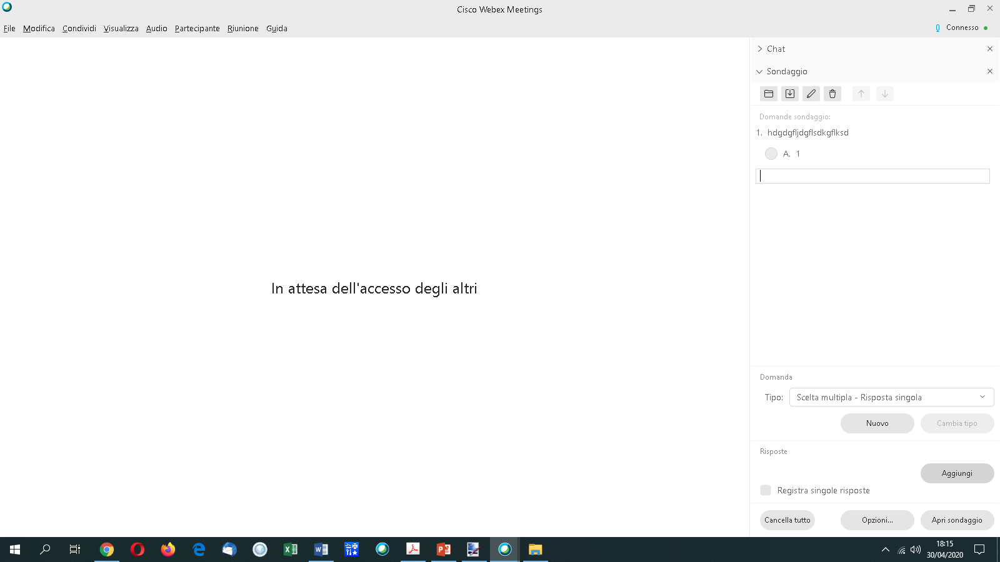 Cisco Webex Meetings
File Modifica Condividi Visualizza Audio Partecipante Riunione Guida
Connesso
Chat
Sondaggio
Domande sondaggio:
1. hdgdgfljdgflsdkgflksd
A. 1
In attesa dell'accesso degli altri
Domanda
Tipo: Scelta multipla - Risposta singola
Nuovo Cambia tipo
Risposte
Aggiungi
Registra singole risposte
Cancella tutto Opzioni... Apri sondaggio
18:15
30/04/2020